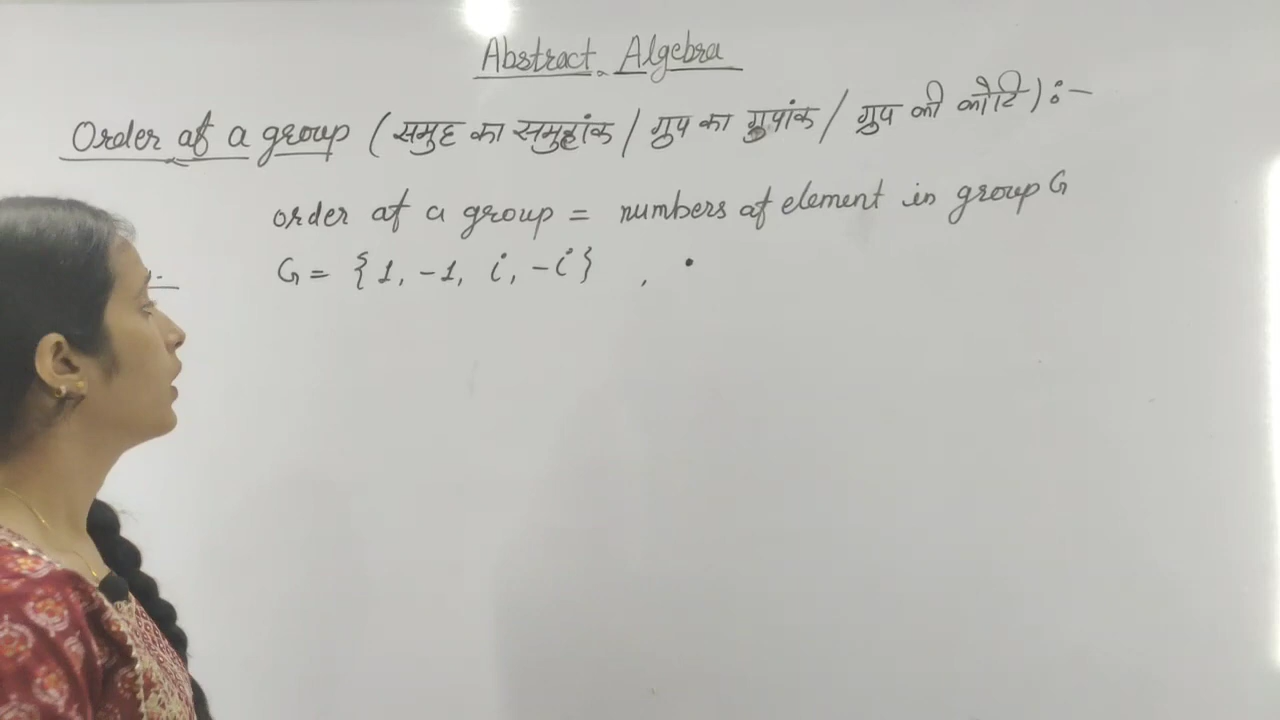 Abstract Algebra
Order of a group (समुह का समुहांक / ग्रुप का ग्रुपांक / ग्रुप की कोटि) :-
order of a group = numbers of element in group G
G = {1, -1, i, -i} , •